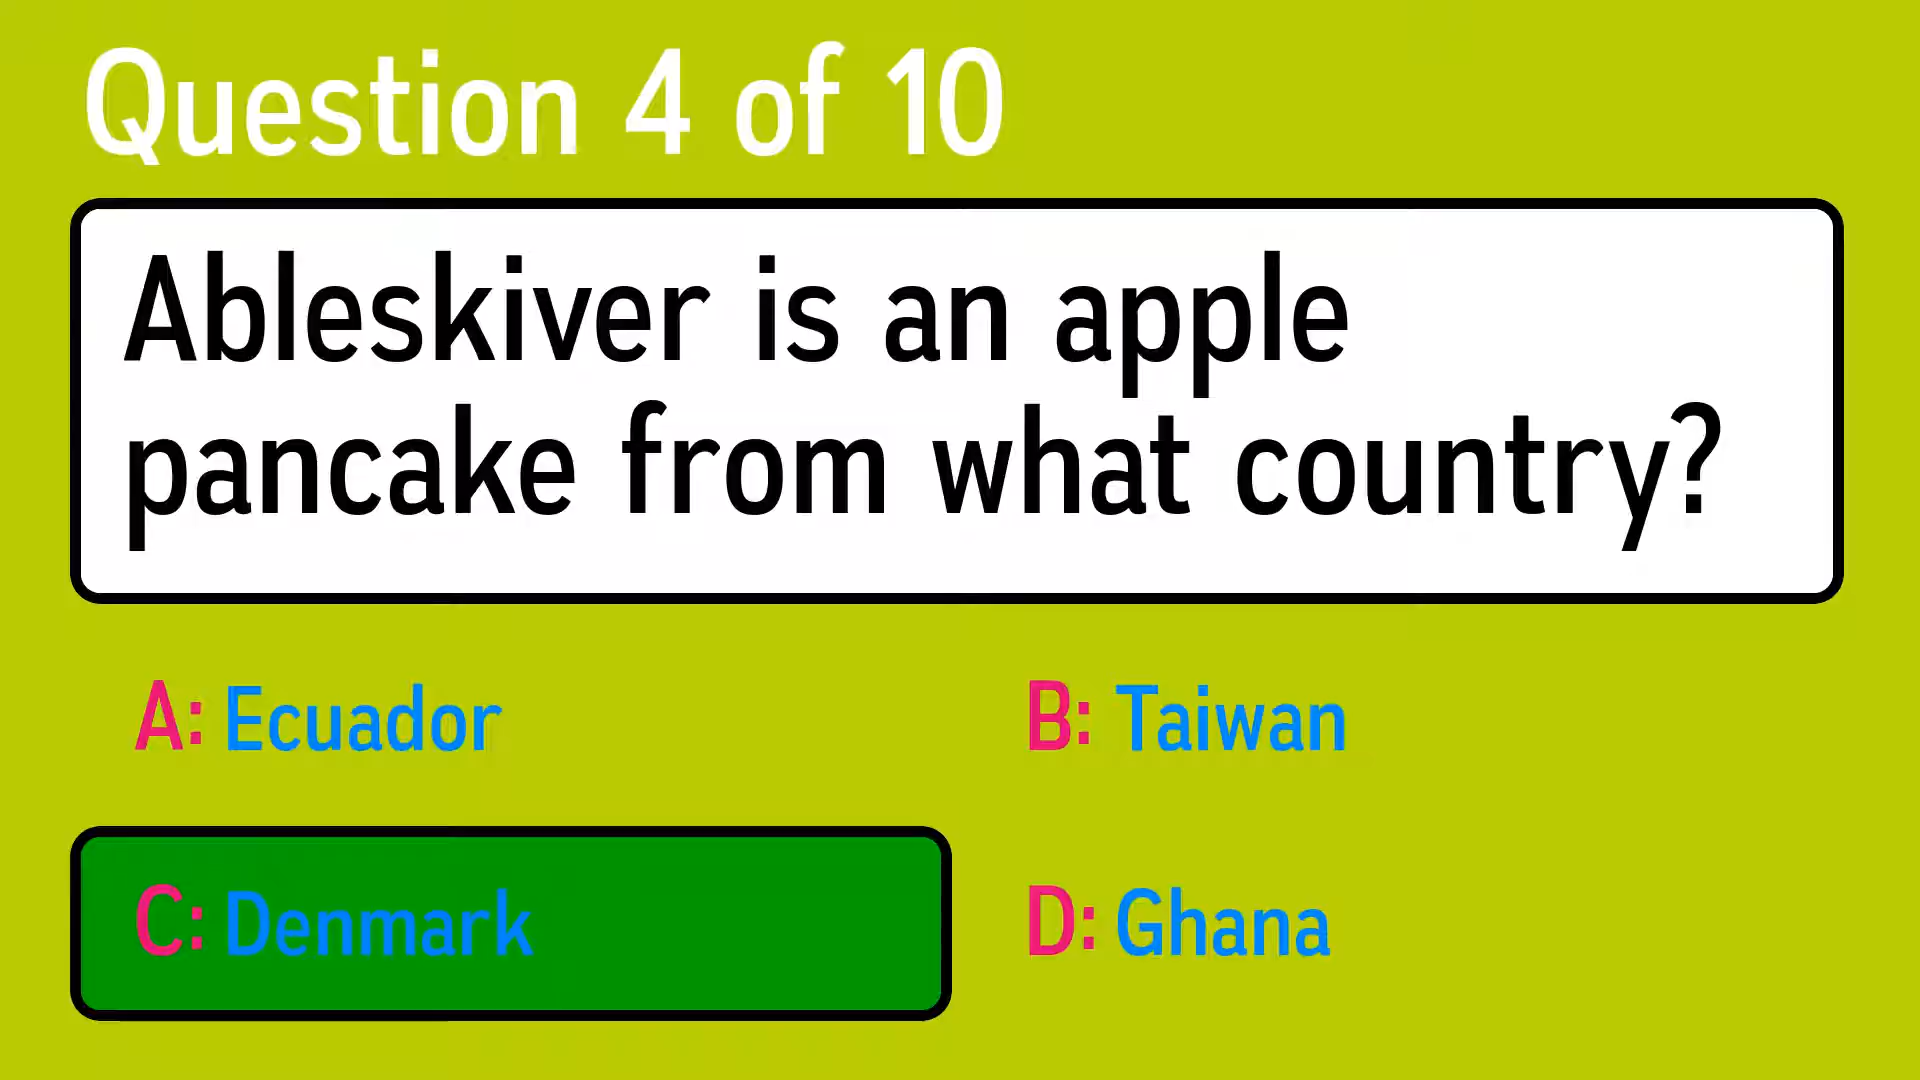 Question 4 of 10
Ableskiver is an apple
pancake from what country?
A: Ecuador
B: Taiwan
C: Denmark
D: Ghana